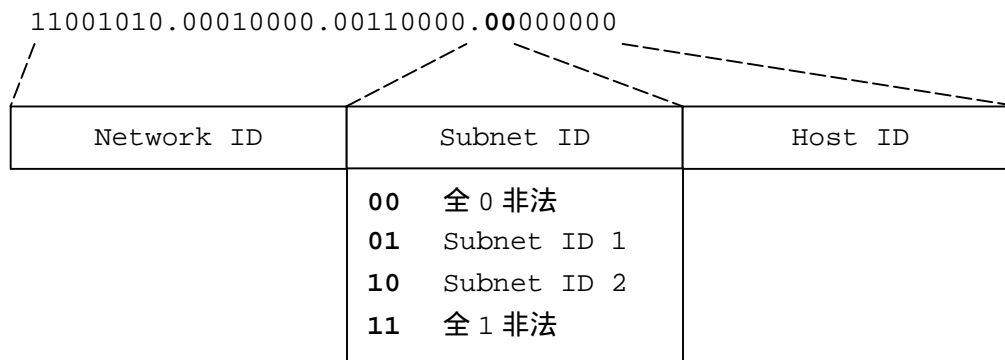 11001010.00010000.00110000.00000000
Network ID Subnet ID Host ID
00 全 0 非法
01 Subnet ID 1
10 Subnet ID 2
11 全 1 非法